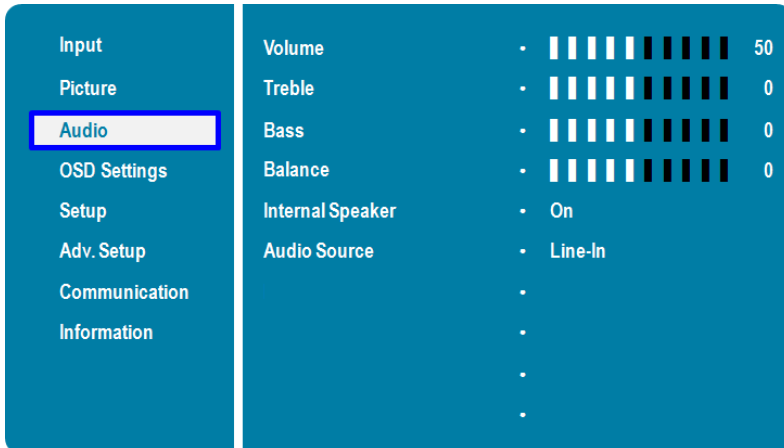 Input
Picture
Audio
OSD Settings
Setup
Adv. Setup
Communication
Information
Volume 50
Treble 0
Bass 0
Balance 0
Internal Speaker On
Audio Source Line-In